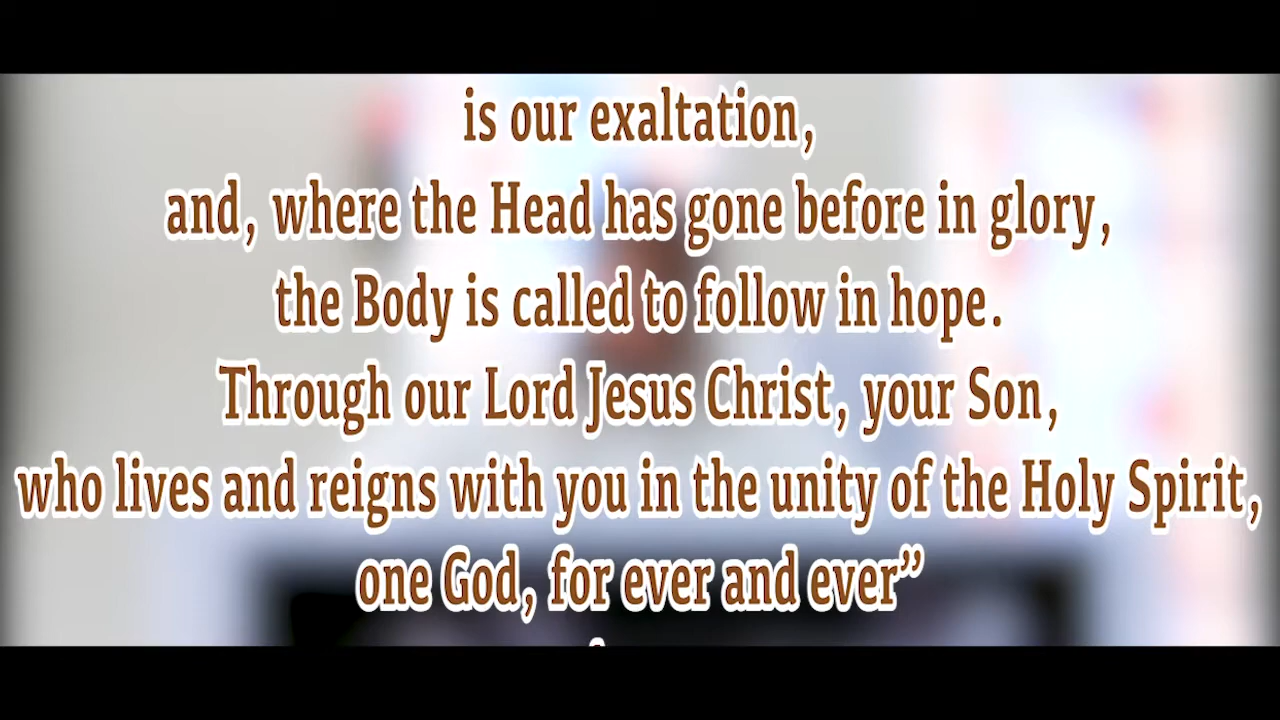 is our exaltation,
and, where the Head has gone before in glory,
the Body is called to follow in hope.
Through our Lord Jesus Christ, your Son,
who lives and reigns with you in the unity of the Holy Spirit,
one God, for ever and ever”